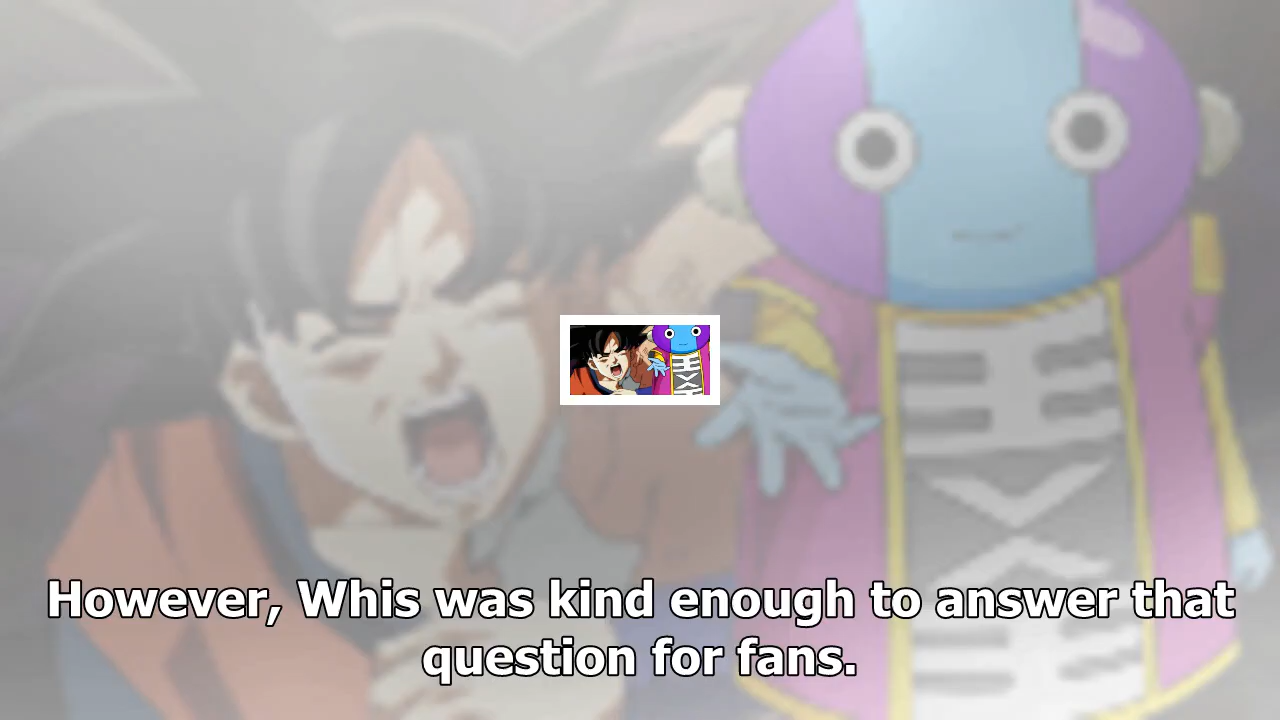 However, Whis was kind enough to answer that
question for fans.